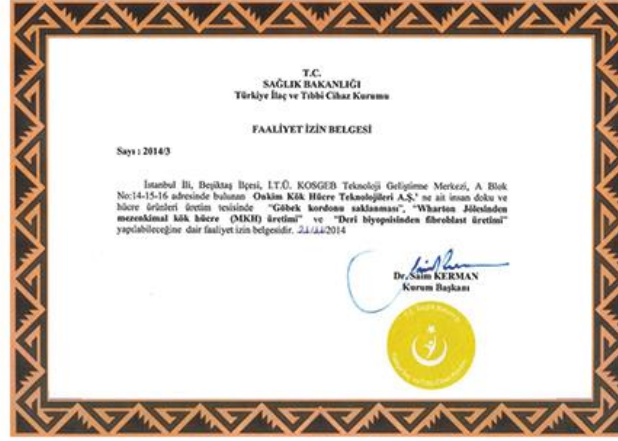 T.C.
SAĞLIK BAKANLIĞI
Türkiye İlaç ve Tıbbi Cihaz Kurumu
FAALİYET İZİN BELGESİ
Sayı : 2014/3
İstanbul İli, Beşiktaş İlçesi, İ.T.Ü. KOSGEB Teknoloji Geliştirme Merkezi, A Blok
No:14-15-16 adresinde bulunan Onkim Kök Hücre Teknolojileri A.Ş.' ne ait insan doku ve
hücre ürünleri üretim tesisinde "Göbek kordonu saklanması", "Wharton Jölesinden
mezenkimal kök hücre (MKH) üretimi" ve "Deri biyopsisinden fibroblast üretimi"
yapılabileceğine dair faaliyet izin belgesidir. 2014
Dr. Saim KERMAN
Kurum Başkanı